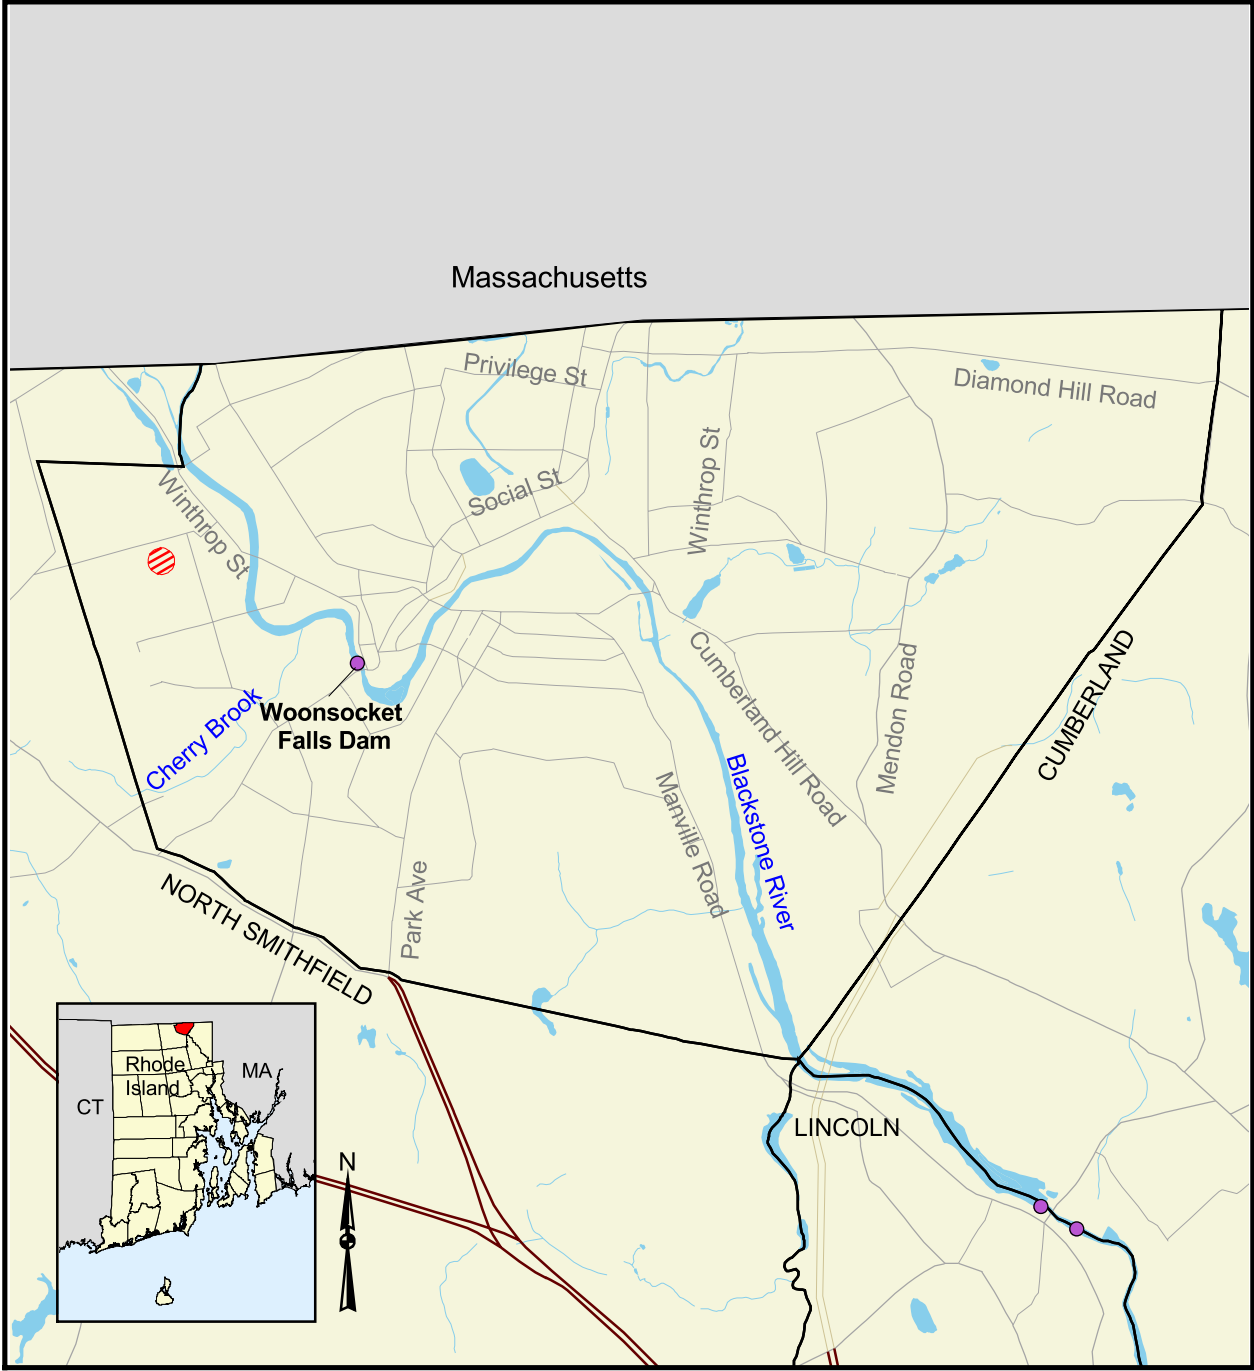 Massachusetts
Privilege St
Diamond Hill Road
Winthrop St
Social St
Winthrop St
Cumberland Hill Road
Mendon Road
CUMBERLAND
Cherry Brook
Woonsocket
Falls Dam
Blackstone River
Manville Road
Park Ave
NORTH SMITHFIELD
LINCOLN
Rhode
Island
MA
CT
N